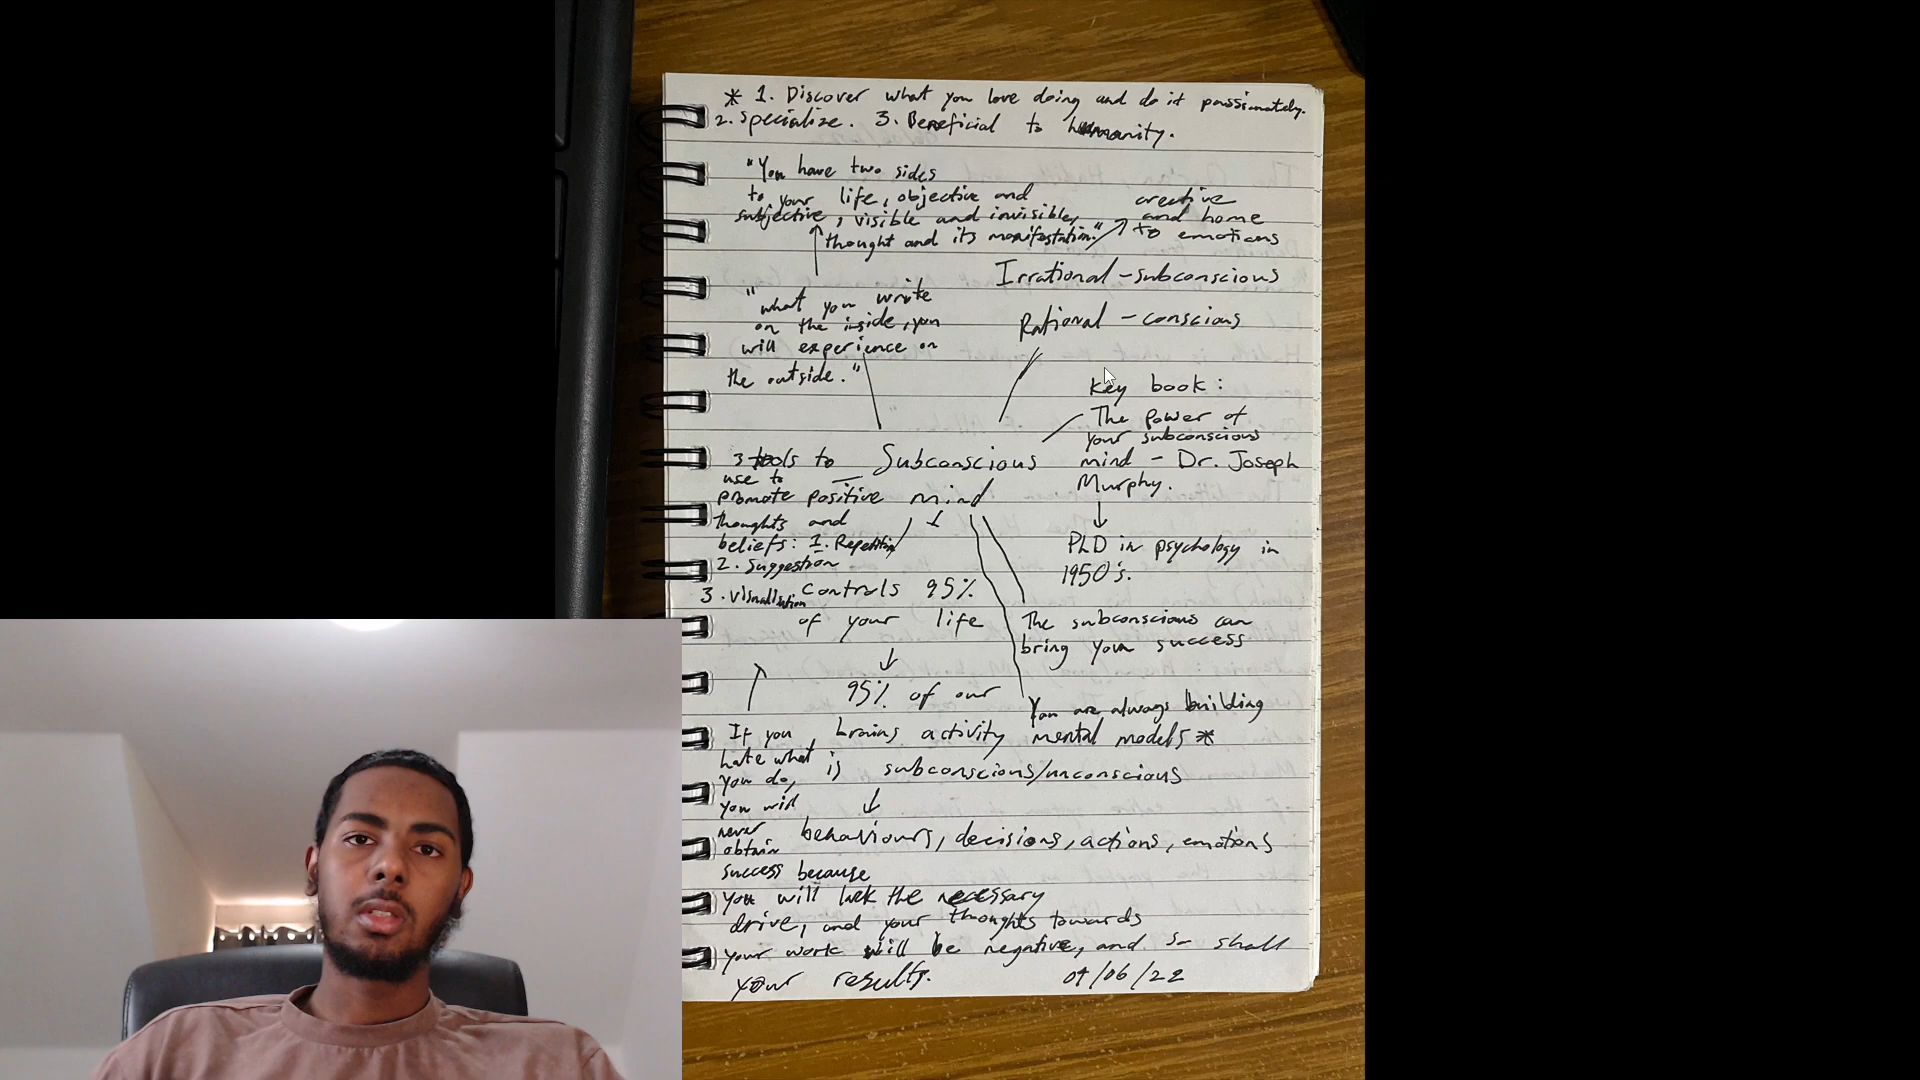 * 1. Discover what you love doing and do it passionately.
2. Specialize. 3. Beneficial to humanity.
"You have two sides
to your life, objective and
subjective, visible and invisible,
thought and its manifestation."
creative
and home
to emotions
Irrational - subconscious
Rational - conscious
"what you write
on the inside, you
will experience on
the outside."
Key book:
The power of
your subconscious
mind - Dr. Joseph
Murphy.
PhD in psychology in
1950's.
Subconscious
mind
3 tools to
use to
promote positive
thoughts and
beliefs: 1. Repetition
2. Suggestion
3. Visualisation
controls 95%
of your life
The subconscious can
bring you success
95% of our
brains activity
is subconscious/unconscious
You are always building
mental models *
behaviours, decisions, actions, emotions
If you
hate what
you do,
you will
never
obtain
success because
you will lack the necessary
drive, and your thoughts towards
your work will be negative, and so shall
your results.
04/06/22